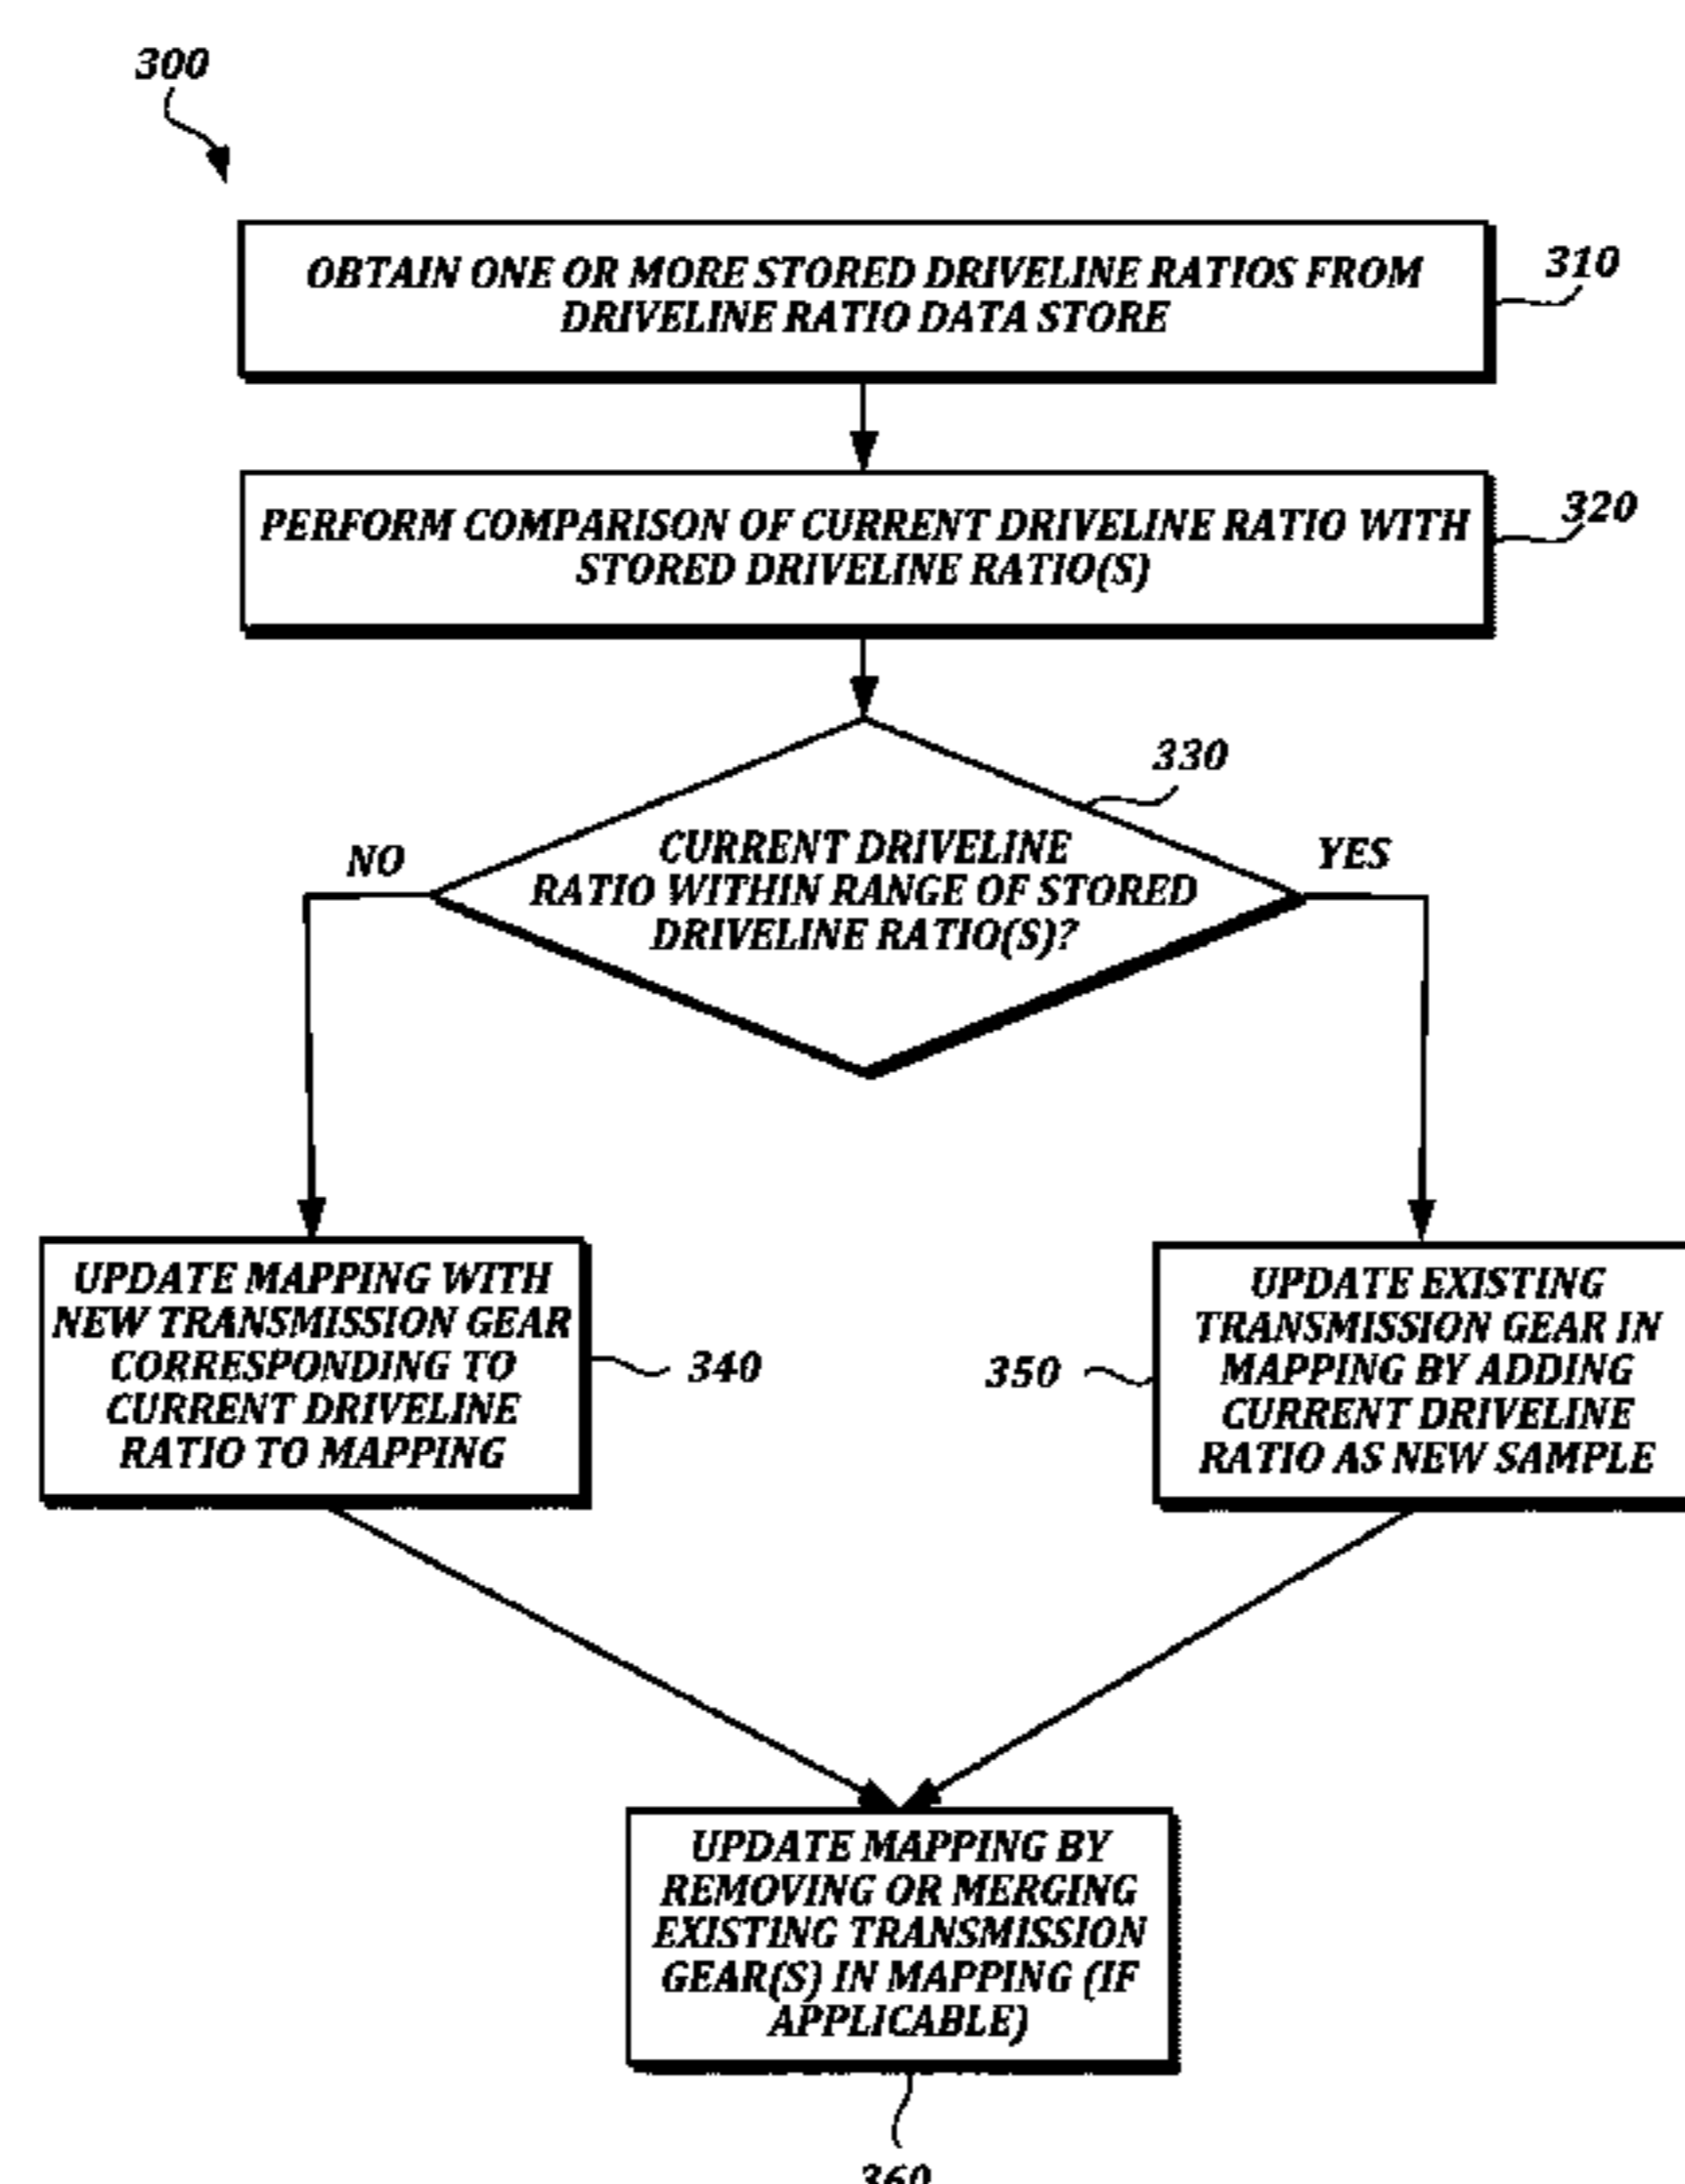 300
OBTAIN ONE OR MORE STORED DRIVELINE RATIOS FROM
DRIVELINE RATIO DATA STORE
310
PERFORM COMPARISON OF CURRENT DRIVELINE RATIO WITH
STORED DRIVELINE RATIO(S)
320
330
CURRENT DRIVELINE
RATIO WITHIN RANGE OF STORED
DRIVELINE RATIO(S)?
NO
YES
UPDATE MAPPING WITH
NEW TRANSMISSION GEAR
CORRESPONDING TO
CURRENT DRIVELINE
RATIO TO MAPPING
340
350
UPDATE EXISTING
TRANSMISSION GEAR IN
MAPPING BY ADDING
CURRENT DRIVELINE
RATIO AS NEW SAMPLE
UPDATE MAPPING BY
REMOVING OR MERGING
EXISTING TRANSMISSION
GEAR(S) IN MAPPING (IF
APPLICABLE)
360